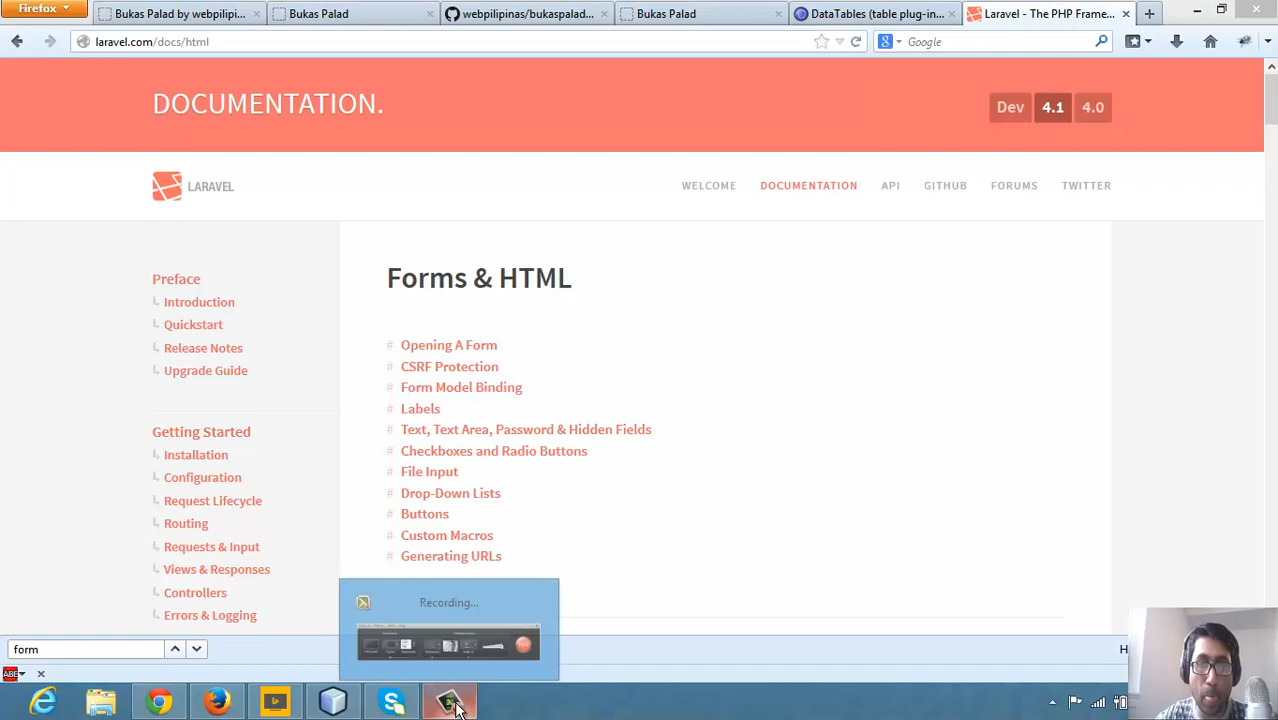 Firefox
Bukas Palad by webpilipi...
Bukas Palad
webpilipinas/bukaspalad...
Bukas Palad
DataTables (table plug-in...
Laravel - The PHP Frame...
laravel.com/docs/html
Google
DOCUMENTATION.
Dev 4.1 4.0
LARAVEL
WELCOME DOCUMENTATION API GITHUB FORUMS TWITTER
Preface
Introduction
Quickstart
Release Notes
Upgrade Guide
Getting Started
Installation
Configuration
Request Lifecycle
Routing
Requests & Input
Views & Responses
Controllers
Errors & Logging
Forms & HTML
# Opening A Form
# CSRF Protection
# Form Model Binding
# Labels
# Text, Text Area, Password & Hidden Fields
# Checkboxes and Radio Buttons
# File Input
# Drop-Down Lists
# Buttons
# Custom Macros
# Generating URLs
Recording...
form
H
ABE